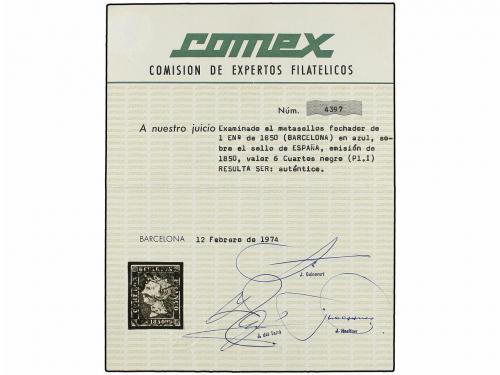 comex
COMISION DE EXPERTOS FILATELICOS
Núm. 4397
A nuestro juicio Examinado el matasellos fechador de
1 ENº de 1850 (BARCELONA) en azul, so-
bre el sello de ESPAÑA, emisión de
1850, valor 6 Cuartos negro (Pl.I)
RESULTA SER: auténtico.
BARCELONA 12 Febrero de 1974